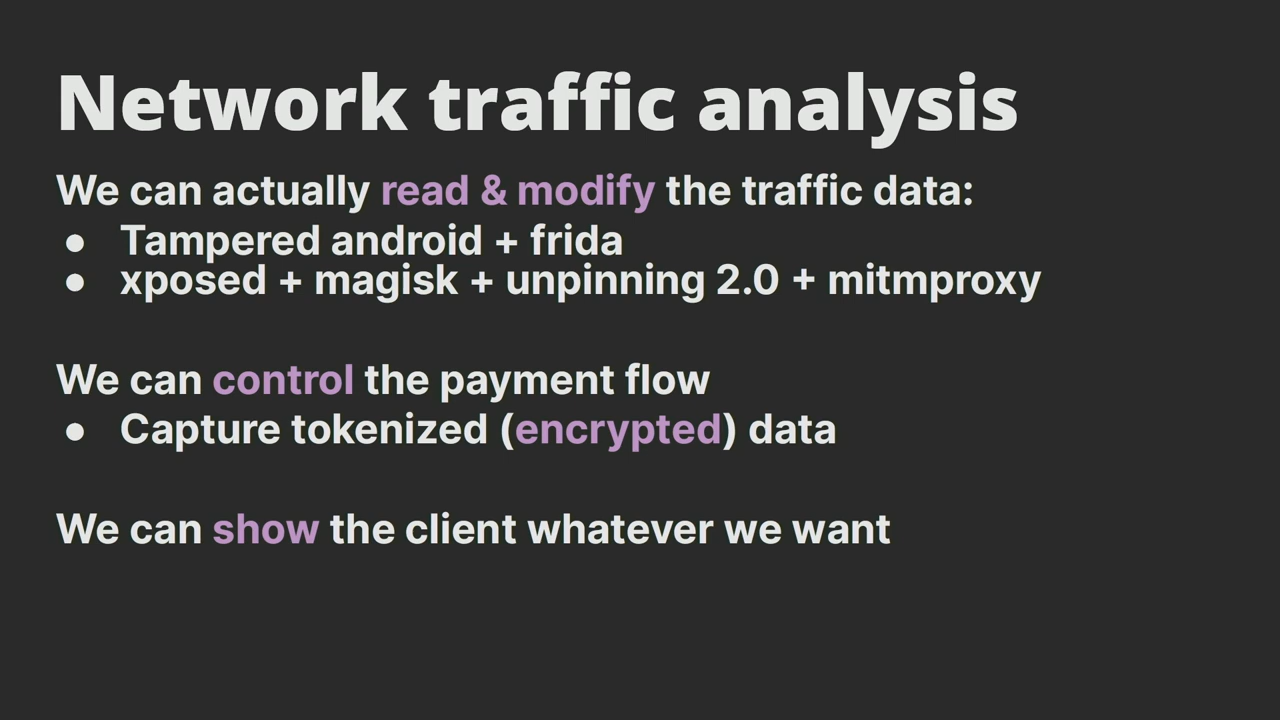 Network traffic analysis
We can actually read & modify the traffic data:
● Tampered android + frida
● xposed + magisk + unpinning 2.0 + mitmproxy
We can control the payment flow
● Capture tokenized (encrypted) data
We can show the client whatever we want